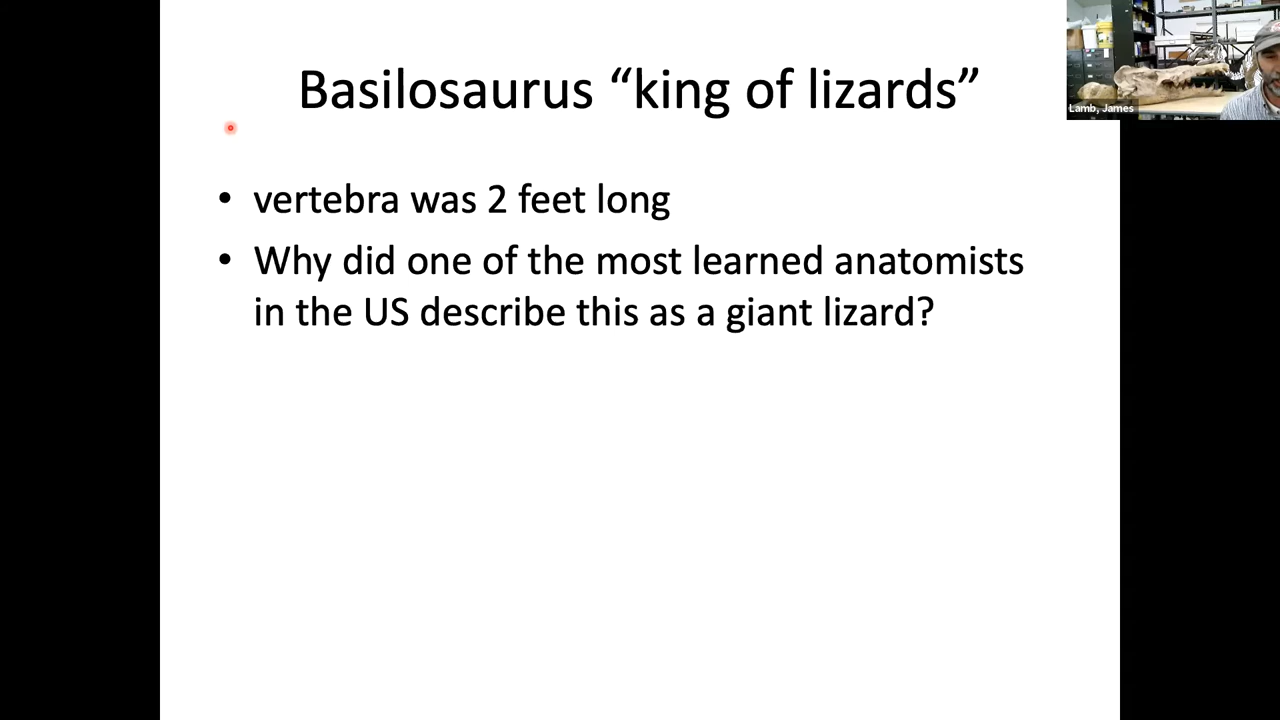 Basilosaurus “king of lizards”
Lamb, James
• vertebra was 2 feet long
• Why did one of the most learned anatomists
in the US describe this as a giant lizard?